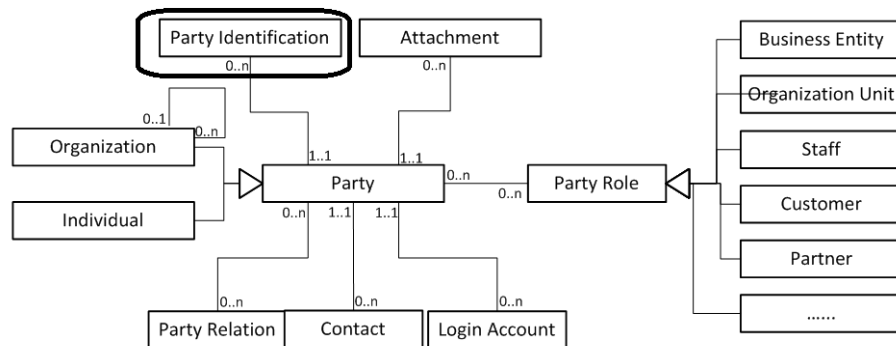 Party Identification
Attachment
Business Entity
0..n
0..n
Organization Unit
0..1
0..n
Organization
Staff
1..1
1..1
Party
0..n
0..n
Party Role
Individual
Customer
0..n
1..1
1..1
Partner
0..n
0..n
0..n
Party Relation
Contact
Login Account
......